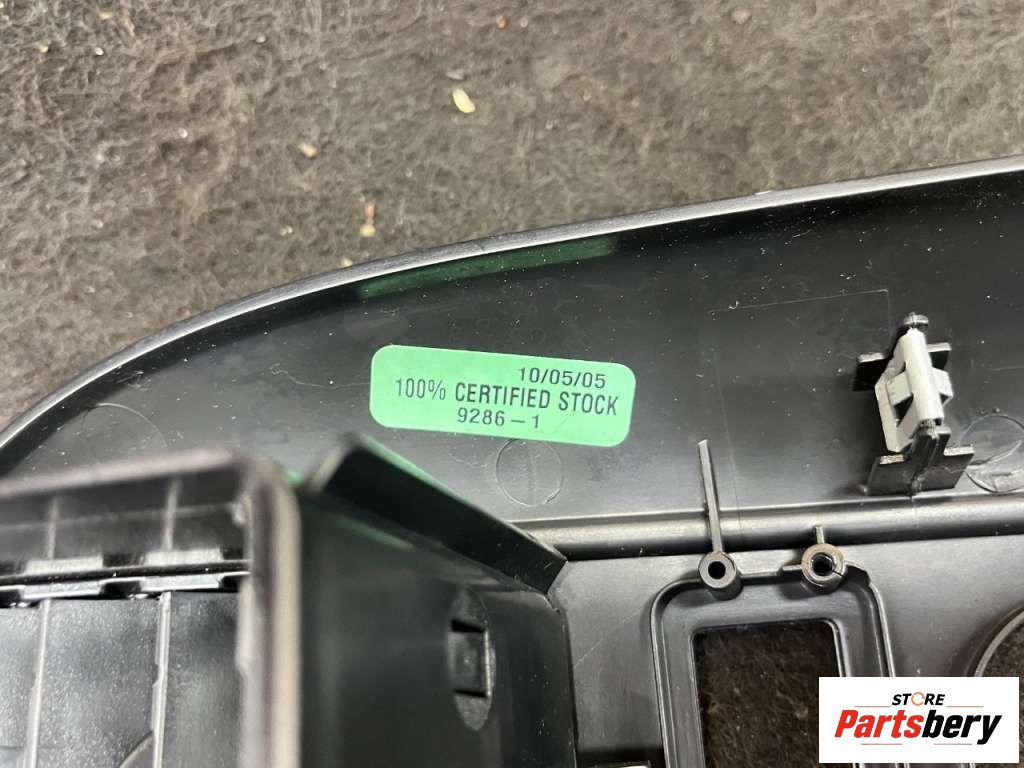 10/05/05
100% CERTIFIED STOCK
9286-1
STORE
Partsbery